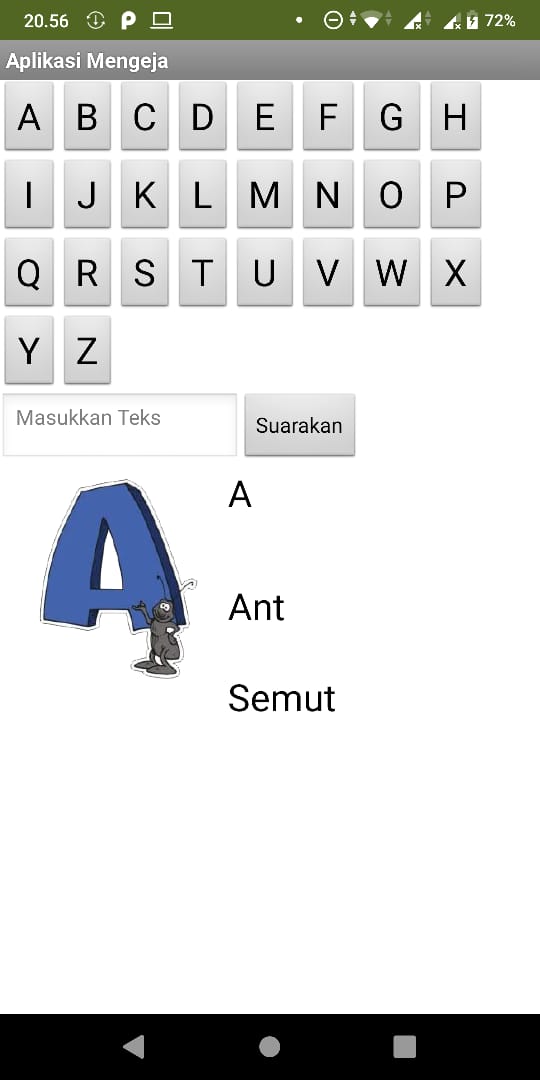 20.56 72%
Aplikasi Mengeja
A B C D E F G H
I J K L M N O P
Q R S T U V W X
Y Z
Masukkan Teks Suarakan
A
A
Ant
Semut